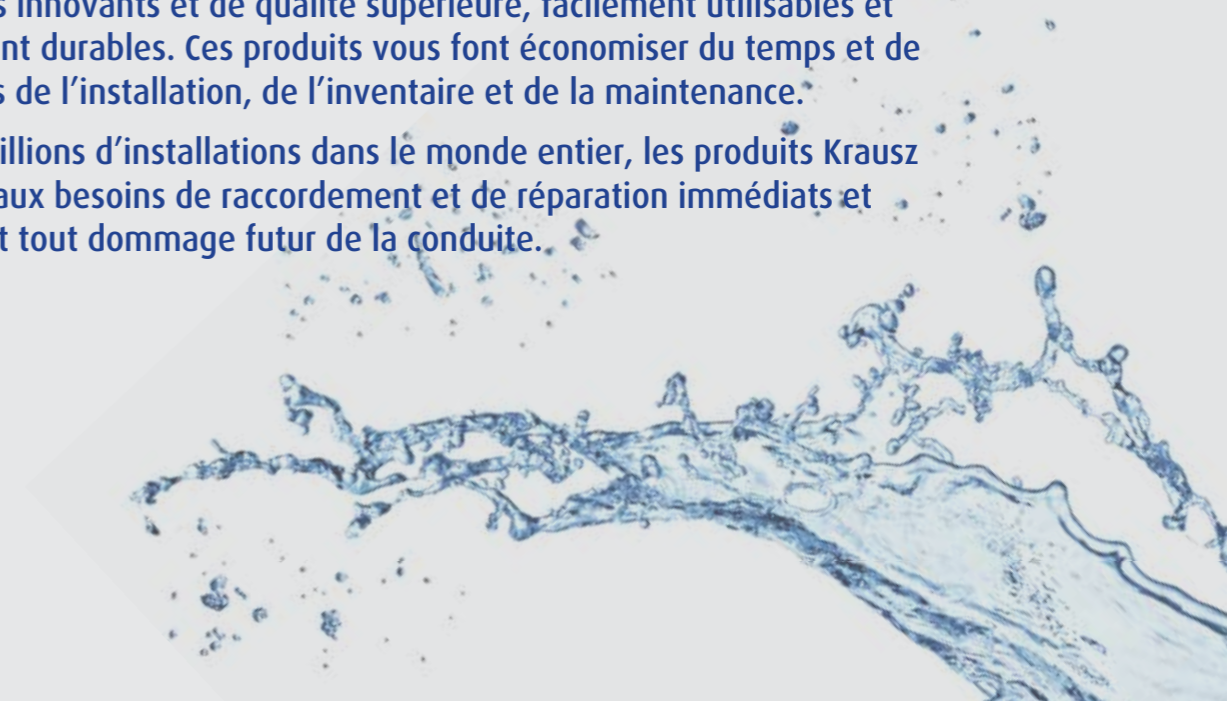 s innovants et de qualité supérieure, facilement utilisables et
nt durables. Ces produits vous font économiser du temps et de
s de l’installation, de l’inventaire et de la maintenance.
illions d’installations dans le monde entier, les produits Krausz
aux besoins de raccordement et de réparation immédiats et
t tout dommage futur de la conduite.